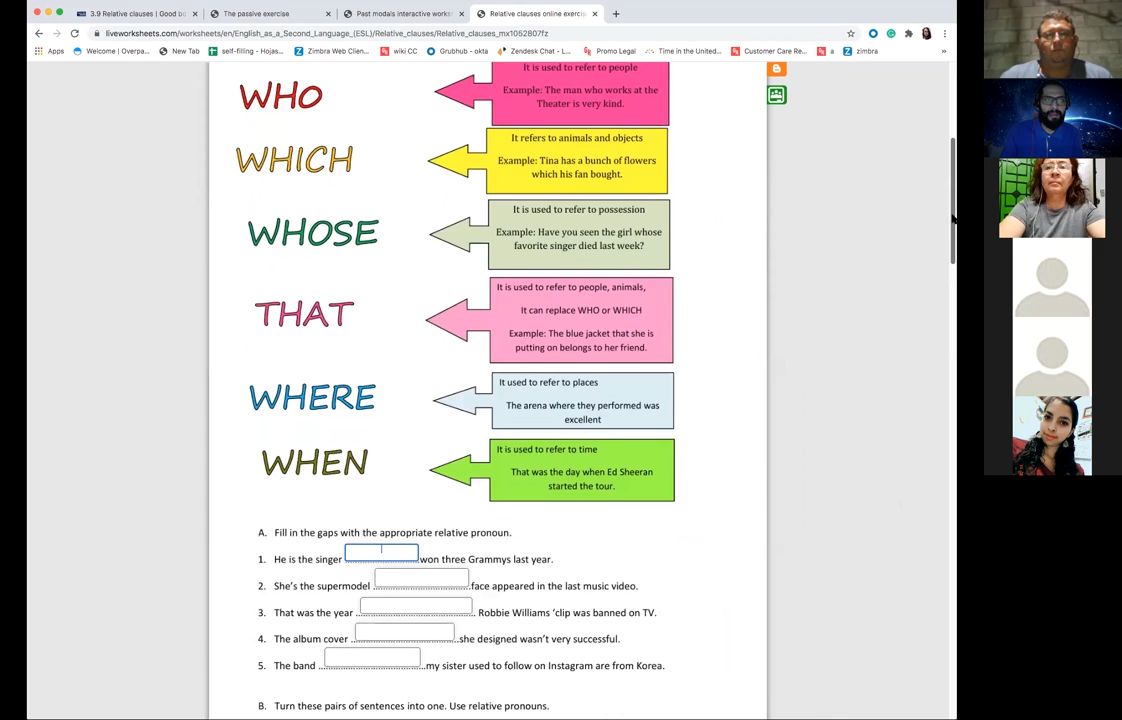 3.9 Relative clauses | Good b
The passive exercise
Past modals interactive works
Relative clauses online exercis
liveworksheets.com/worksheets/en/English_as_a_Second_Language_(ESL)/Relative_clauses/Relative_clauses_mx1052807fz
Apps
Welcome | Overpa...
New Tab
self-filling - Hojas...
Zimbra Web Clien...
wiki CC
Grubhub - okta
Zendesk Chat - L...
Promo Legal
Time in the United...
Customer Care Re...
a
zimbra
WHO
It is used to refer to people
Example: The man who works at the
Theater is very kind.
WHICH
It refers to animals and objects
Example: Tina has a bunch of flowers
which his fan bought.
WHOSE
It is used to refer to possession
Example: Have you seen the girl whose
favorite singer died last week?
THAT
It is used to refer to people, animals,
It can replace WHO or WHICH
Example: The blue jacket that she is
putting on belongs to her friend.
WHERE
It used to refer to places
The arena where they performed was
excellent
WHEN
It is used to refer to time
That was the day when Ed Sheeran
started the tour.
A. Fill in the gaps with the appropriate relative pronoun.
1. He is the singer won three Grammys last year.
2. She's the supermodel face appeared in the last music video.
3. That was the year Robbie Williams 'clip was banned on TV.
4. The album cover she designed wasn't very successful.
5. The band my sister used to follow on Instagram are from Korea.
B. Turn these pairs of sentences into one. Use relative pronouns.